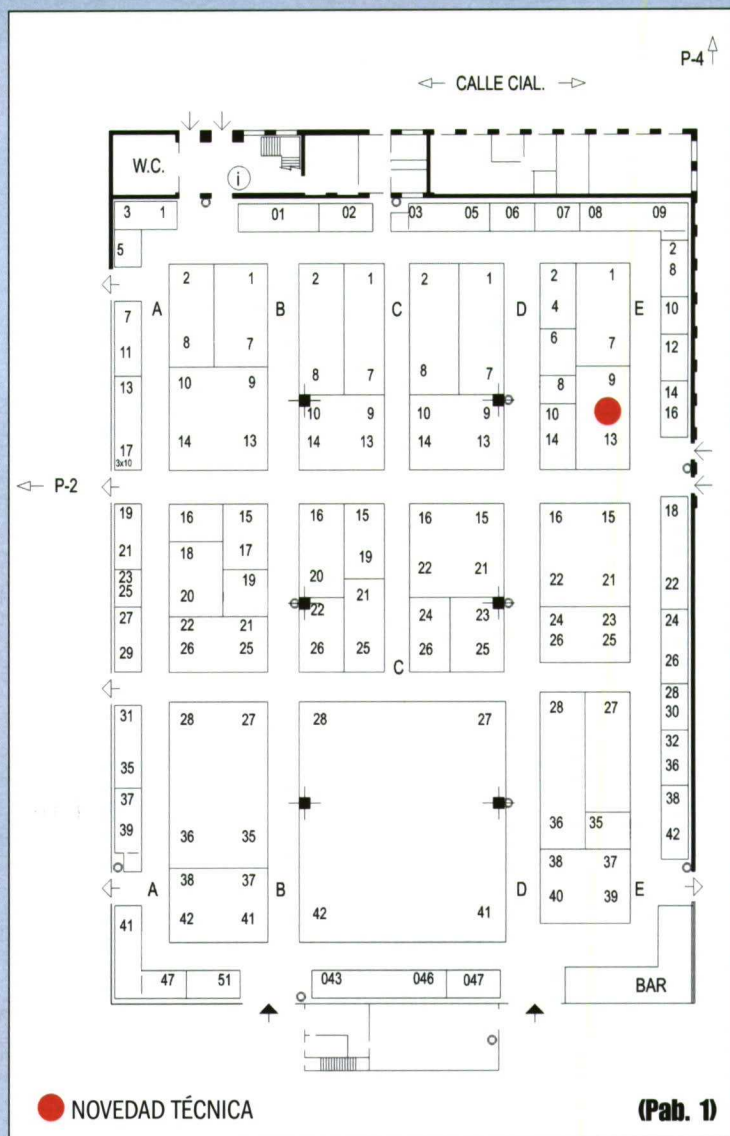 P-4
CALLE CIAL.
W.C.
i
3 1 01 02 03 05 06 07 08 09
5 2
8
A 2 1 B 2 1 C 2 1 D 2 1 E
10
7 4
6
11 8 7 8 7 8 7 7 12
13 10 9 8 9 14
10 9 10 9 10 16
17 14 13 14 13 14 13 14 13
3x10
P-2
19 16 15 16 15 16 15 16 15 18
21 18 17 19
20 22 21 22 21 22
23 19 20 21
25
27 22 21 22 24 23 24 23 24
29 26 25 26 25 26 25 26 25 26
C
28
31 28 27 28 27 28 27 30
32
35 36
37 38
39 36 35 36 35 42
A 38 37 B D 38 37 E
41 42 41 42 41 40 39
47 51 043 046 047 BAR
NOVEDAD TÉCNICA
(Pab. 1)